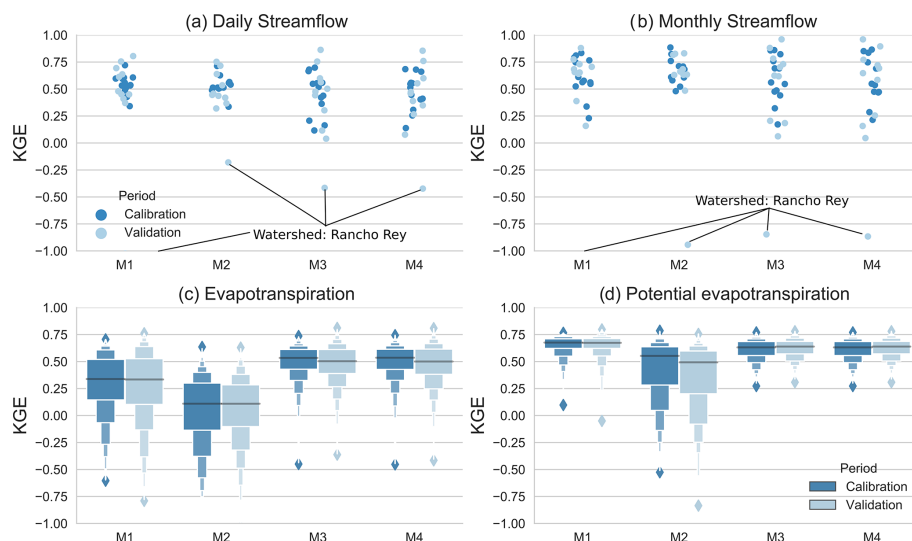 (a) Daily Streamflow
1.00
0.75
0.50
0.25
0.00
−0.25
−0.50
−0.75
−1.00
KGE
Period
Calibration
Validation
Watershed: Rancho Rey
M1 M2 M3 M4
(b) Monthly Streamflow
1.00
0.75
0.50
0.25
0.00
−0.25
−0.50
−0.75
−1.00
KGE
Watershed: Rancho Rey
M1 M2 M3 M4
(c) Evapotranspiration
1.00
0.75
0.50
0.25
0.00
−0.25
−0.50
−0.75
−1.00
KGE
M1 M2 M3 M4
(d) Potential evapotranspiration
1.00
0.75
0.50
0.25
0.00
−0.25
−0.50
−0.75
−1.00
KGE
Period
Calibration
Validation
M1 M2 M3 M4